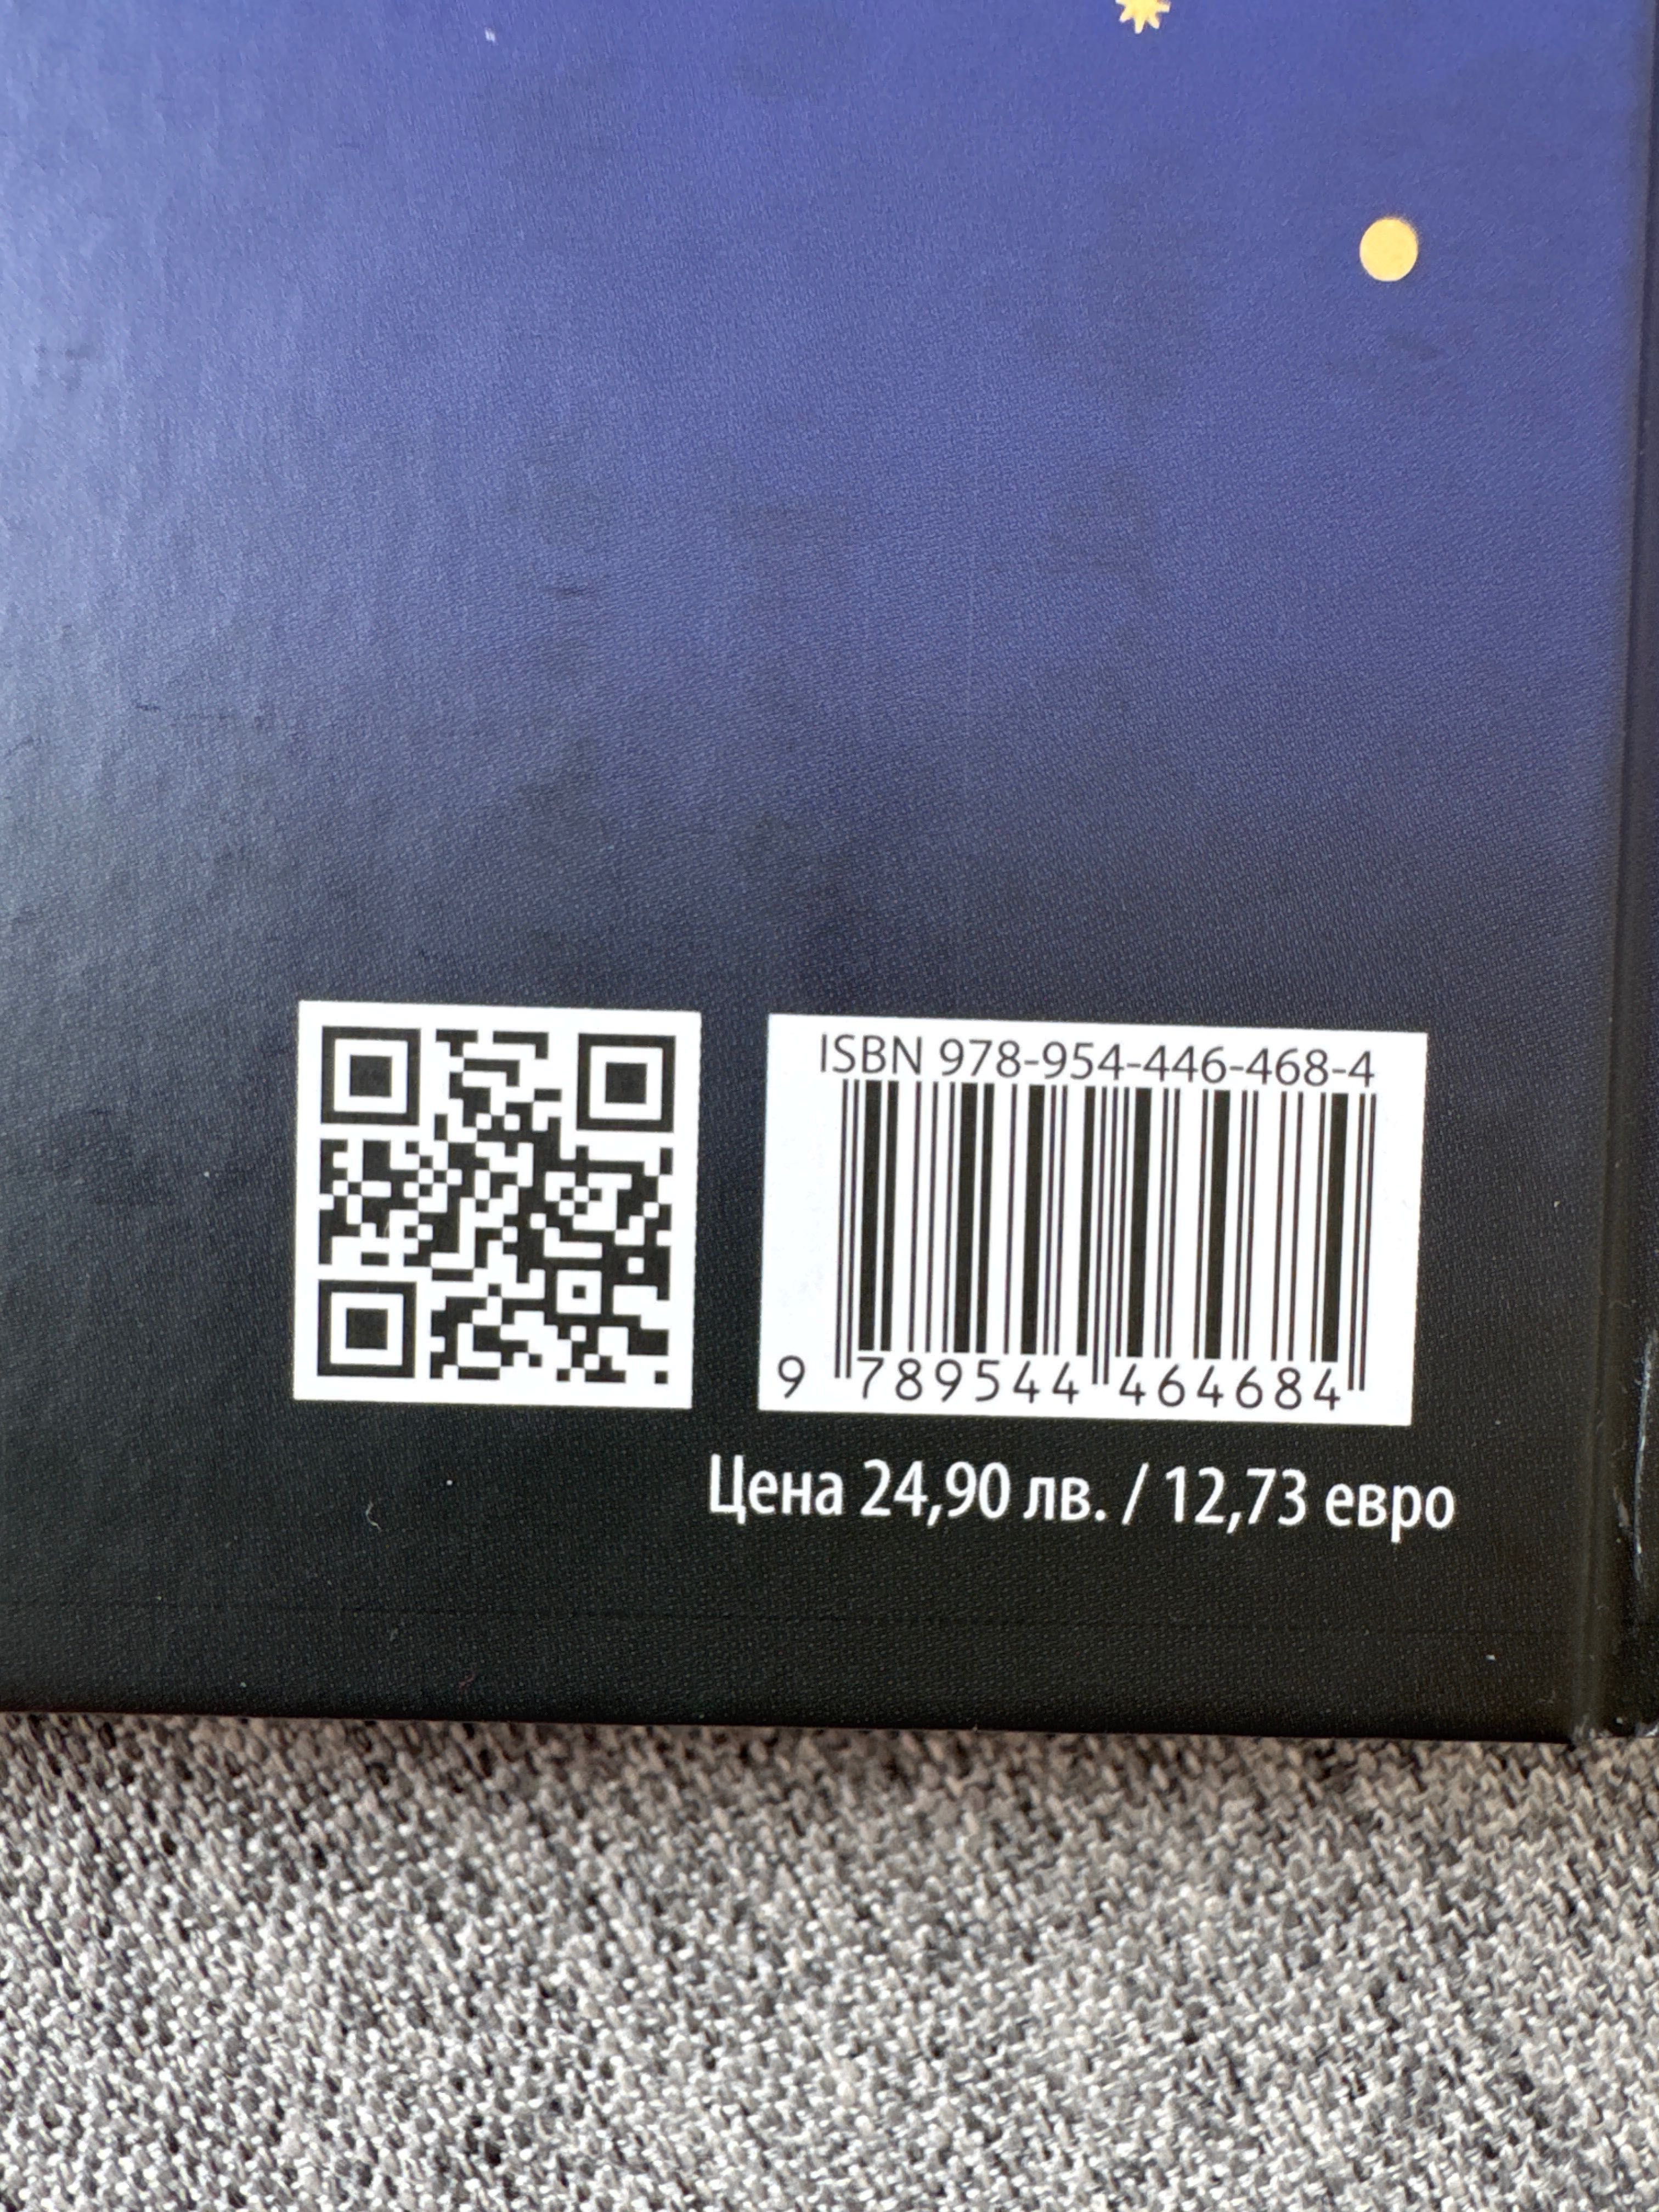 ISBN 978-954-446-468-4
9 789544 464684
Цена 24,90 лв. / 12,73 евро